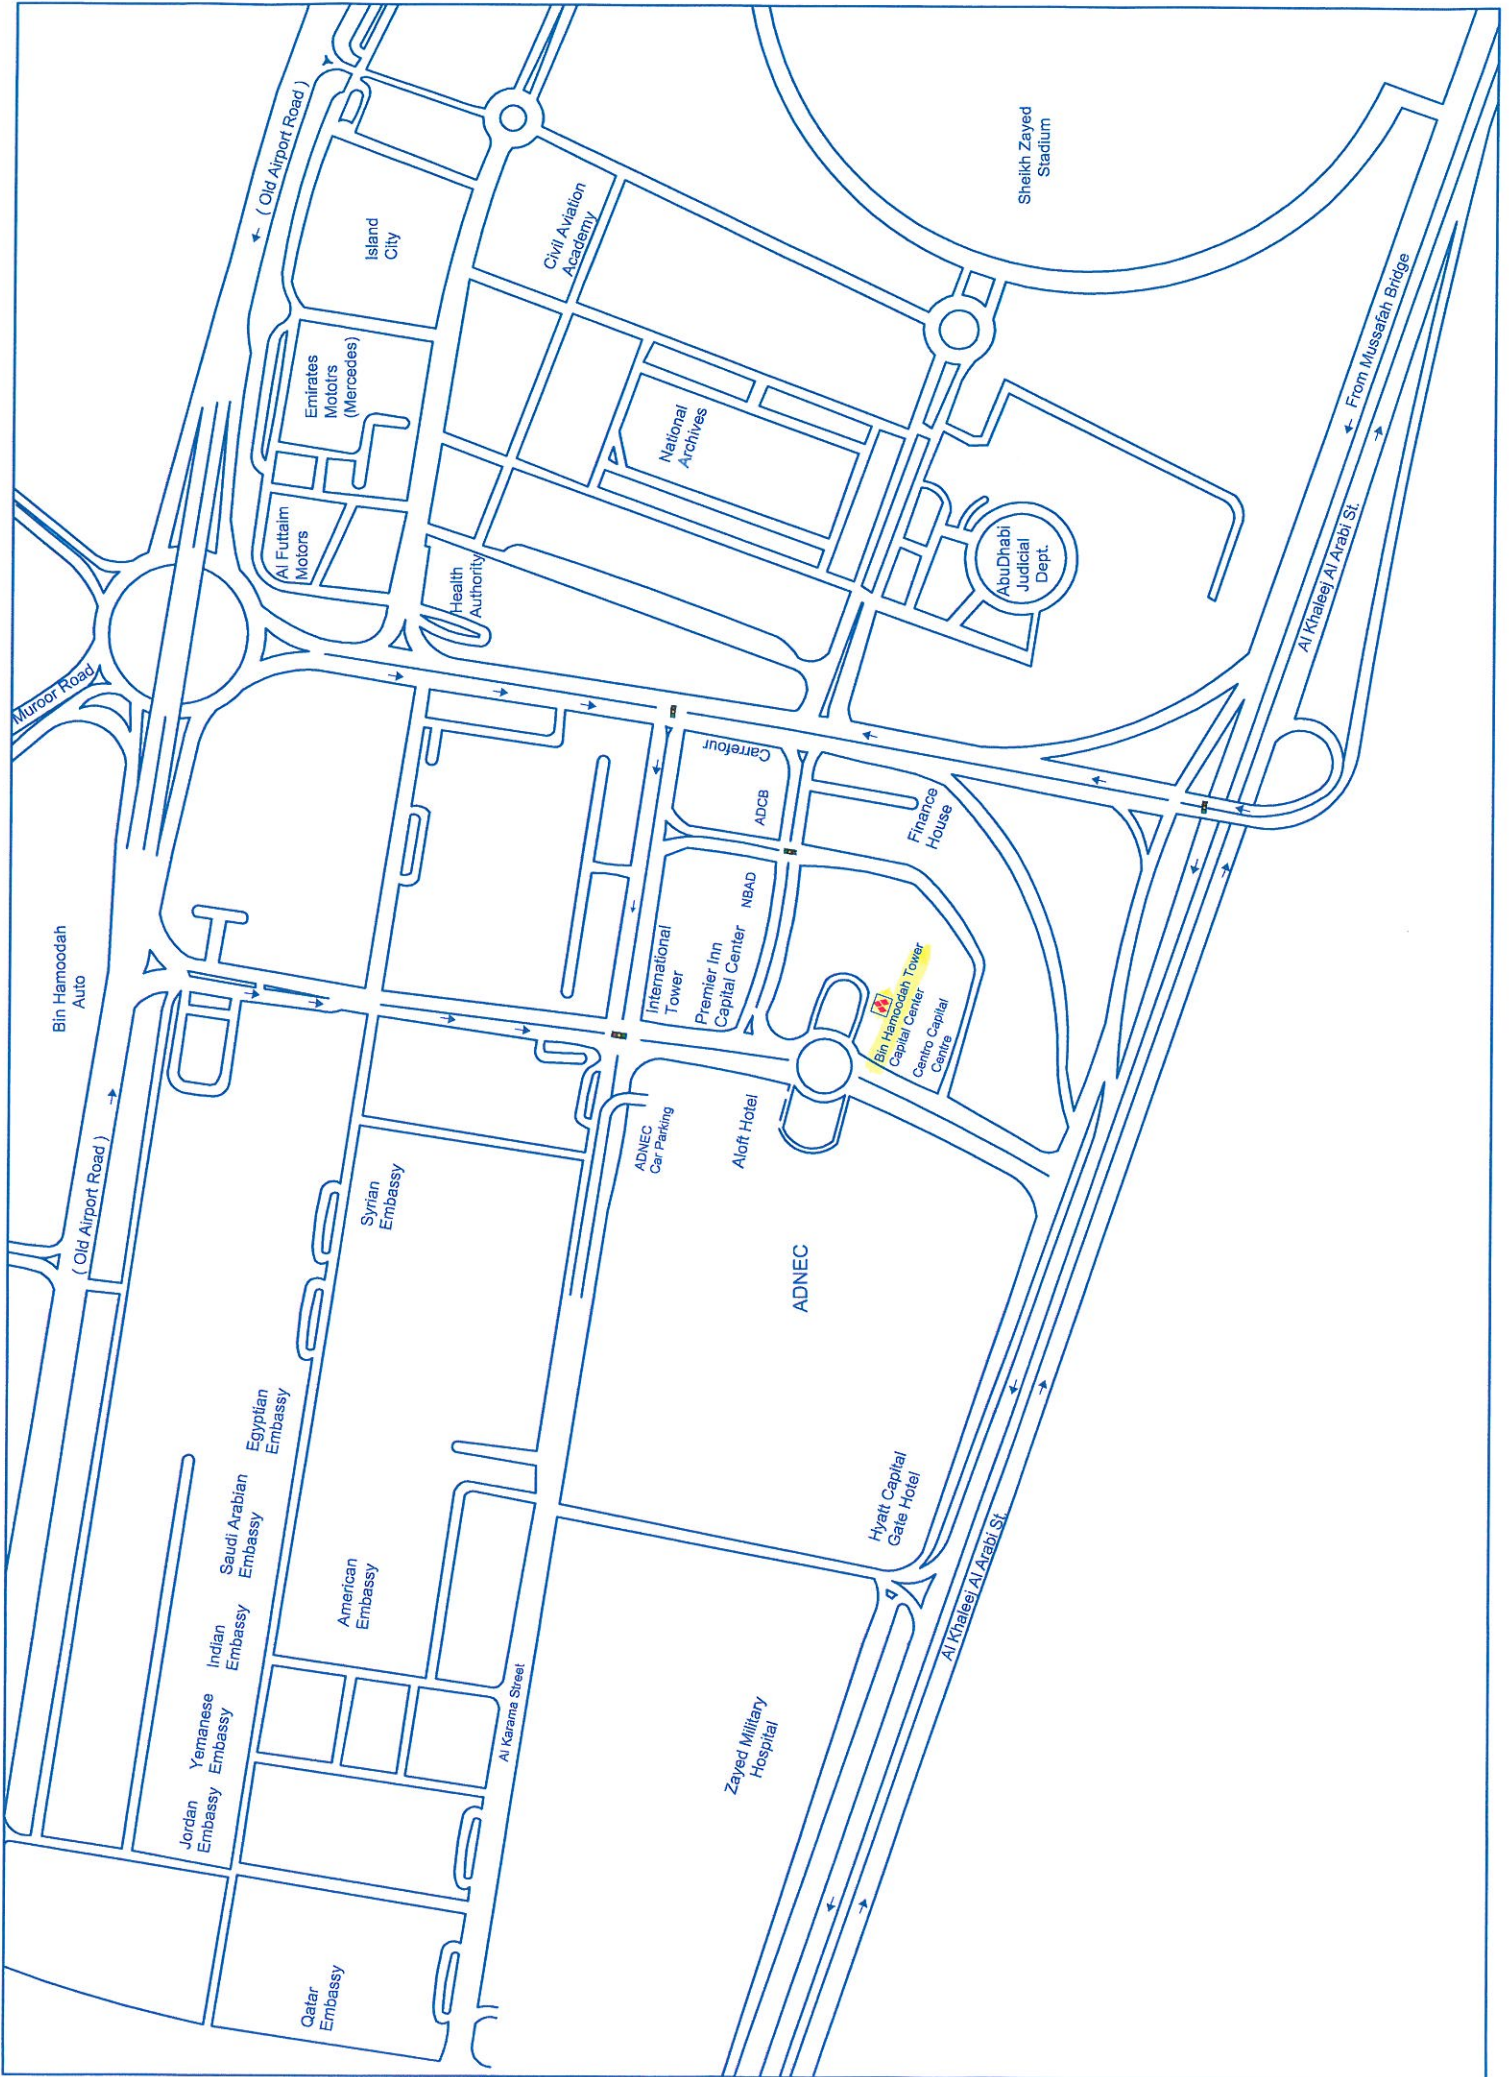 Qatar
Embassy
Jordan
Embassy
Yemanese
Embassy
Indian
Embassy
Saudi Arabian
Embassy
Egyptian
Embassy
American
Embassy
Syrian
Embassy
Al Karama Street
( Old Airport Road )
Bin Hamoodah
Auto
Muroor Road
( Old Airport Road )
Al Futtaim
Motors
Emirates
Mototrs
(Mercedes)
Island
City
Health
Authority
Civil Aviation
Academy
National
Archives
Sheikh Zayed
Stadium
AbuDhabi
Judicial
Dept.
Carrefour
ADCB
NBAD
Finance
House
International
Tower
Premier Inn
Capital Center
Bin Hamoodah Tower
Capital Center
Centro Capital
Centre
ADNEC
Car Parking
Aloft Hotel
ADNEC
Hyatt Capital
Gate Hotel
Zayed Military
Hospital
Al Khaleej Al Arabi St.
Al Khaleej Al Arabi St.
From Mussafah Bridge